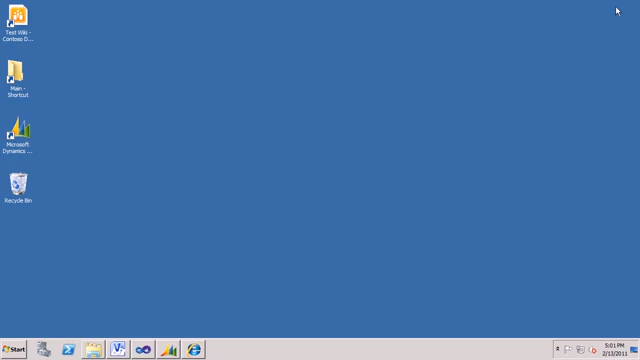 Test Wiki -
Contoso D...
Main -
Shortcut
Microsoft
Dynamics ...
Recycle Bin
Start
5:01 PM
2/13/2011